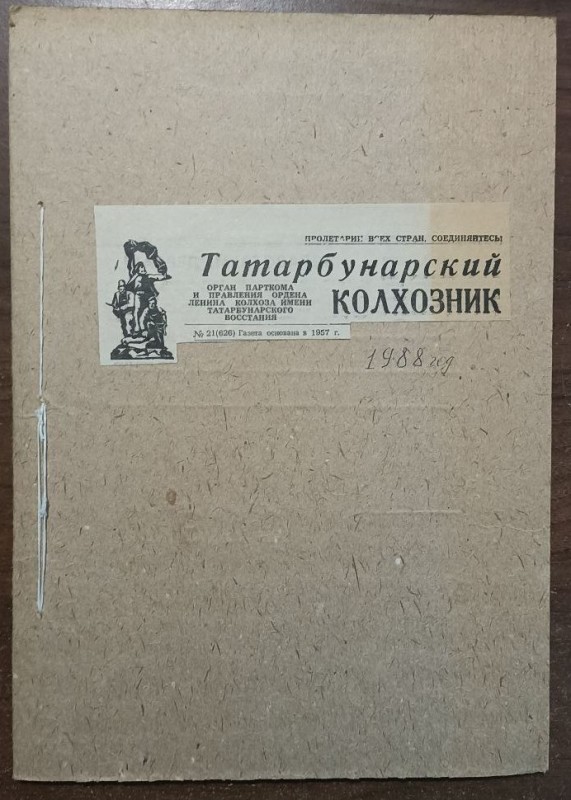 ПРОЛЕТАРИИ ВСЕХ СТРАН, СОЕДИНЯЙТЕСЬ!
Татарбунарский
КОЛХОЗНИК
ОРГАН ПАРТКОМА
И ПРАВЛЕНИЯ ОРДЕНА
ЛЕНИНА КОЛХОЗА ИМЕНИ
ТАТАРБУНАРСКОГО
ВОССТАНИЯ
№ 21(626) Газета основана в 1957 г.
1988 год